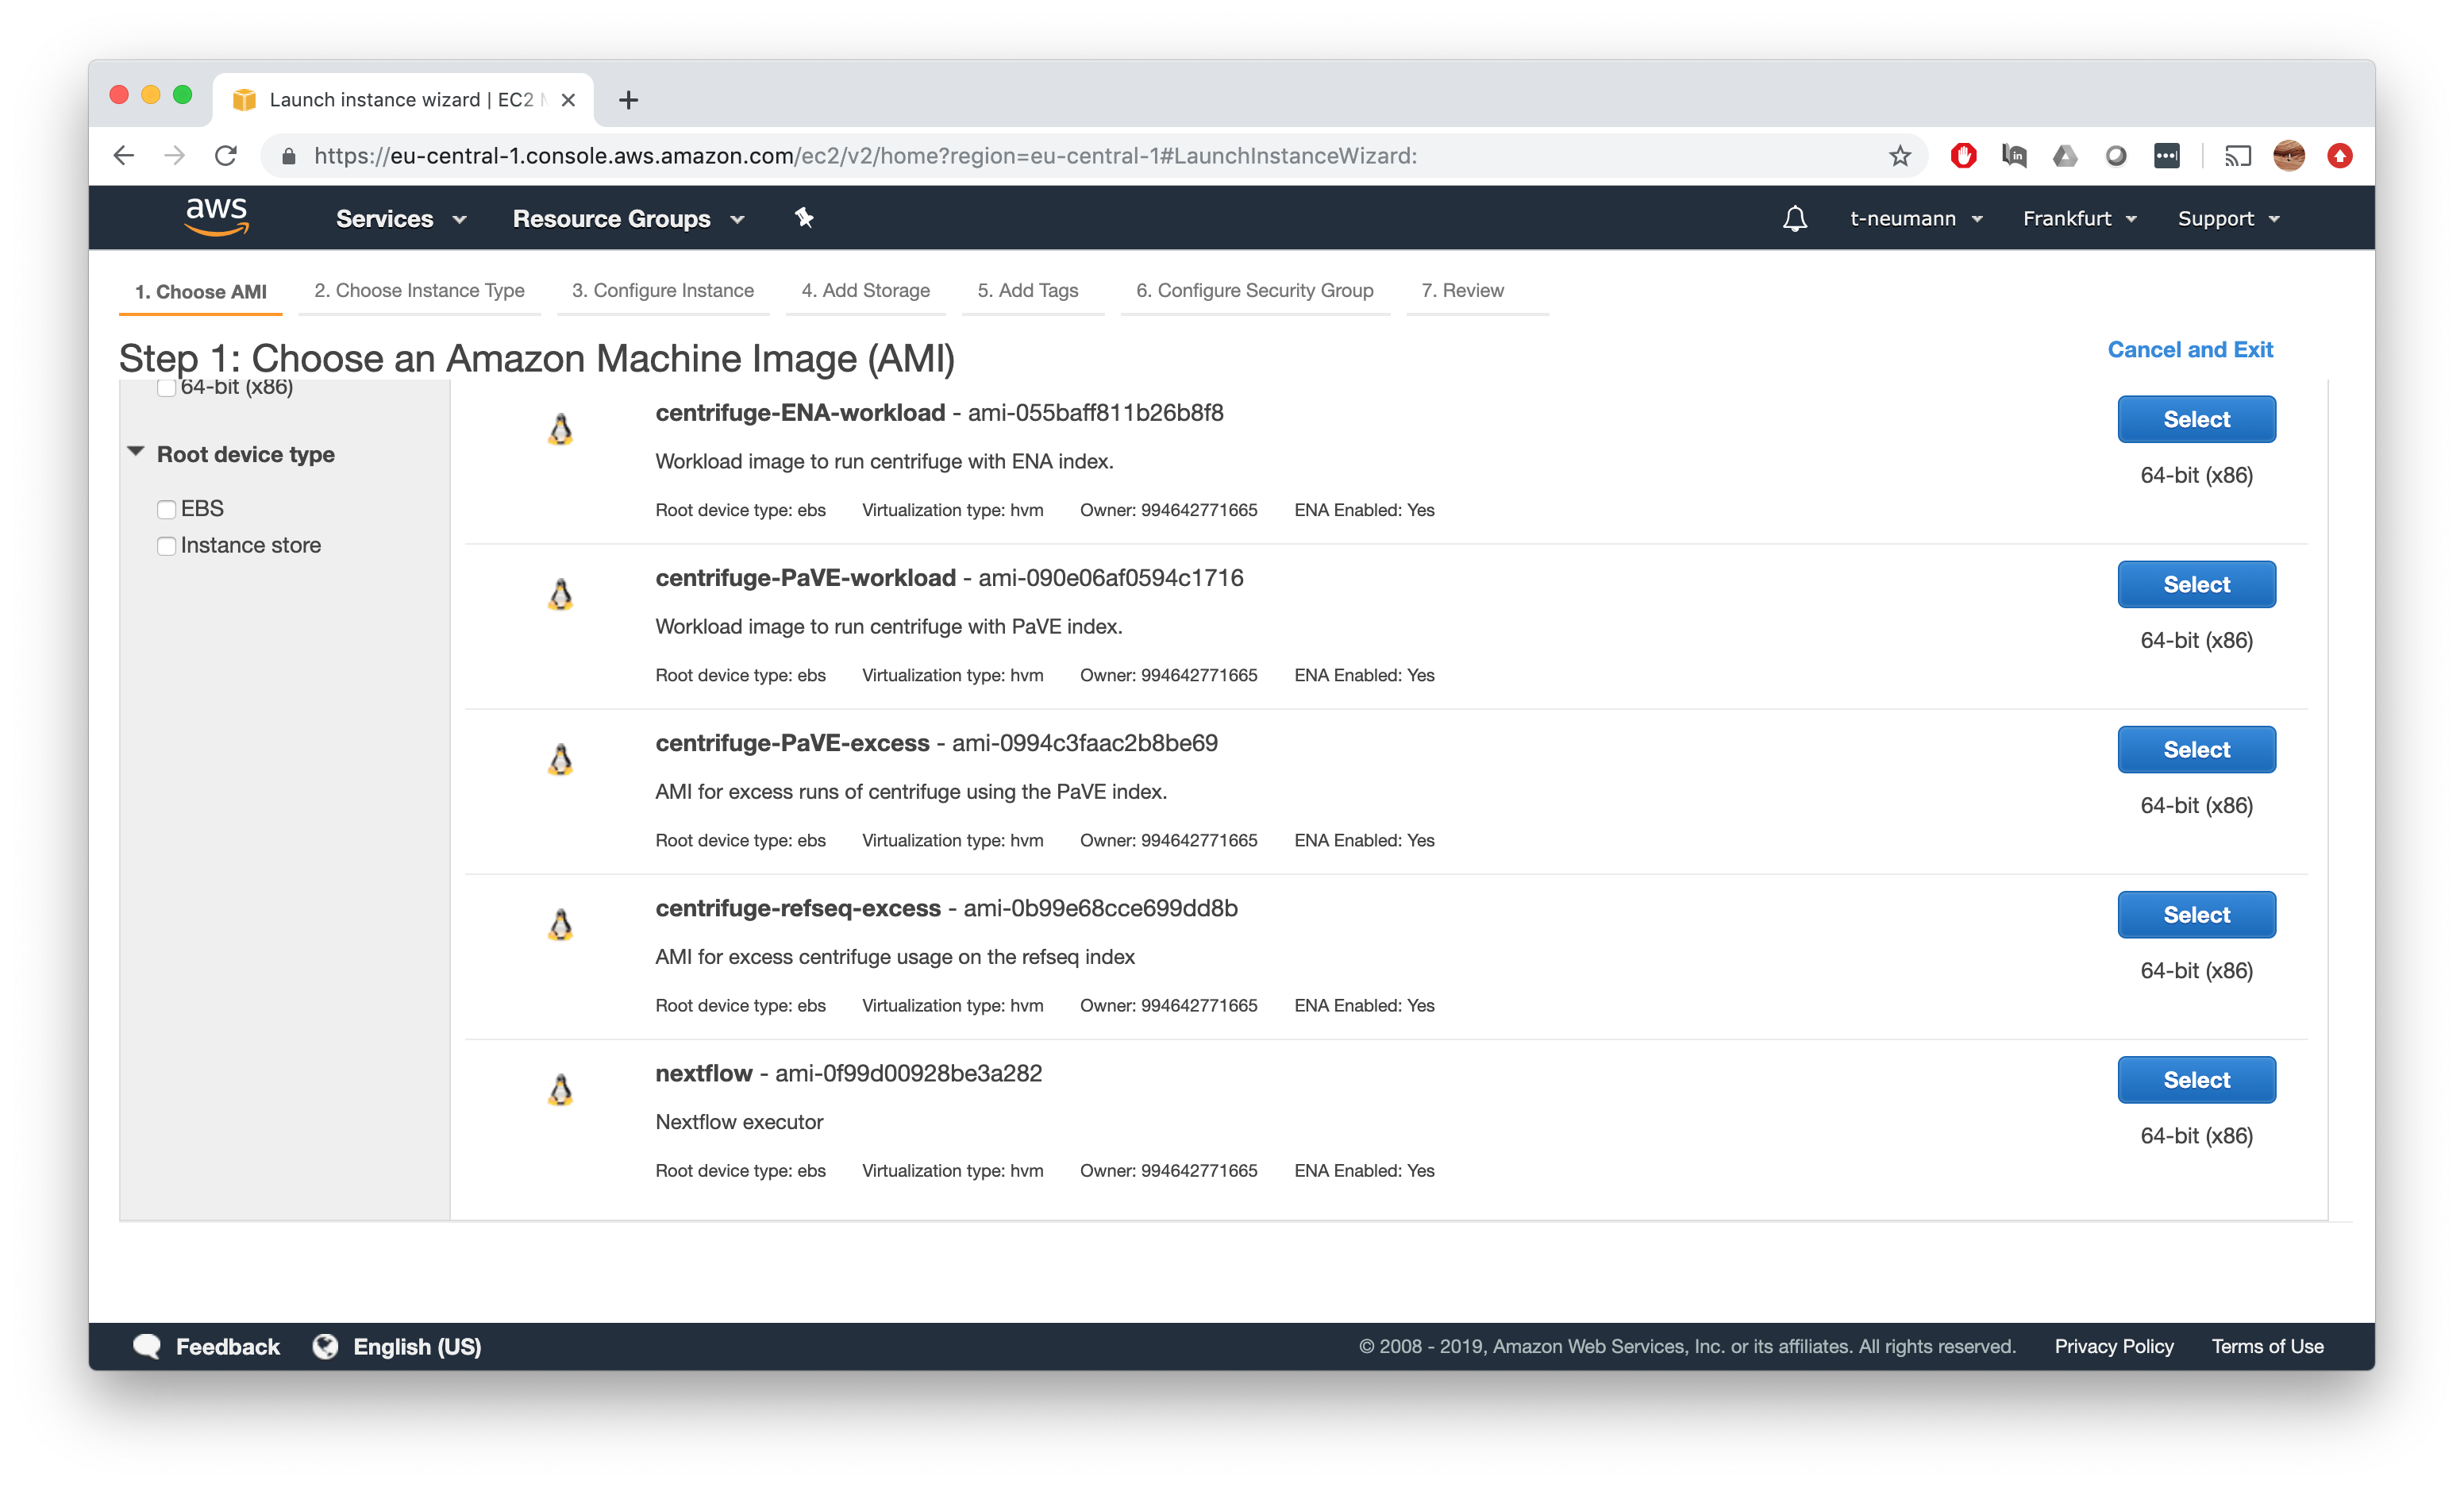 Launch instance wizard | EC2
https://eu-central-1.console.aws.amazon.com/ec2/v2/home?region=eu-central-1#LaunchInstanceWizard:
aws Services Resource Groups t-neumann Frankfurt Support
1. Choose AMI 2. Choose Instance Type 3. Configure Instance 4. Add Storage 5. Add Tags 6. Configure Security Group 7. Review
Step 1: Choose an Amazon Machine Image (AMI) Cancel and Exit
64-bit (x86)
Root device type
EBS
Instance store
centrifuge-ENA-workload - ami-055baff811b26b8f8 Select
Workload image to run centrifuge with ENA index. 64-bit (x86)
Root device type: ebs Virtualization type: hvm Owner: 994642771665 ENA Enabled: Yes
centrifuge-PaVE-workload - ami-090e06af0594c1716 Select
Workload image to run centrifuge with PaVE index. 64-bit (x86)
Root device type: ebs Virtualization type: hvm Owner: 994642771665 ENA Enabled: Yes
centrifuge-PaVE-excess - ami-0994c3faac2b8be69 Select
AMI for excess runs of centrifuge using the PaVE index. 64-bit (x86)
Root device type: ebs Virtualization type: hvm Owner: 994642771665 ENA Enabled: Yes
centrifuge-refseq-excess - ami-0b99e68cce699dd8b Select
AMI for excess centrifuge usage on the refseq index 64-bit (x86)
Root device type: ebs Virtualization type: hvm Owner: 994642771665 ENA Enabled: Yes
nextflow - ami-0f99d00928be3a282 Select
Nextflow executor 64-bit (x86)
Root device type: ebs Virtualization type: hvm Owner: 994642771665 ENA Enabled: Yes
Feedback English (US) © 2008 - 2019, Amazon Web Services, Inc. or its affiliates. All rights reserved. Privacy Policy Terms of Use